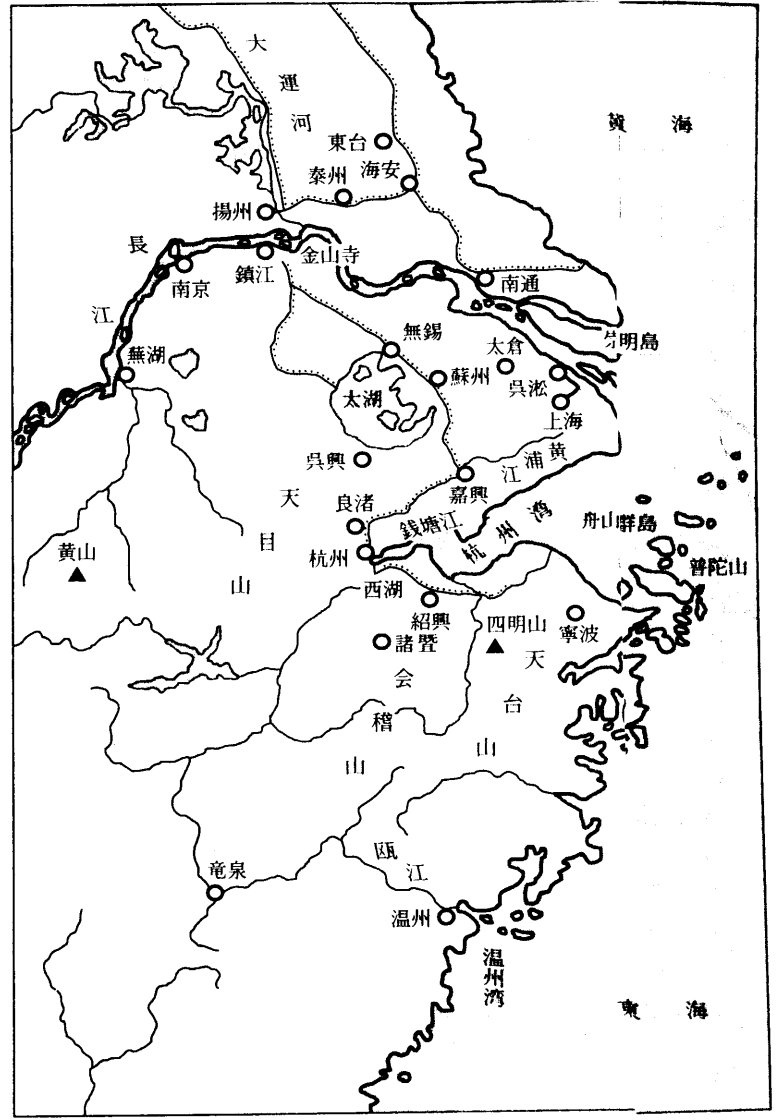 大運河
黄海
東台
泰州
海安
揚州
長江
金山寺
鎮江
南京
南通
無錫
太倉
崇明島
蕪湖
蘇州
呉淞
太湖
上海
呉興
黄浦江
嘉興
天目山
良渚
銭塘江
杭州湾
舟山群島
黄山
杭州
普陀山
西湖
紹興
四明山
寧波
諸暨
会稽山
天台山
甌江
竜泉
温州
温州湾
東海